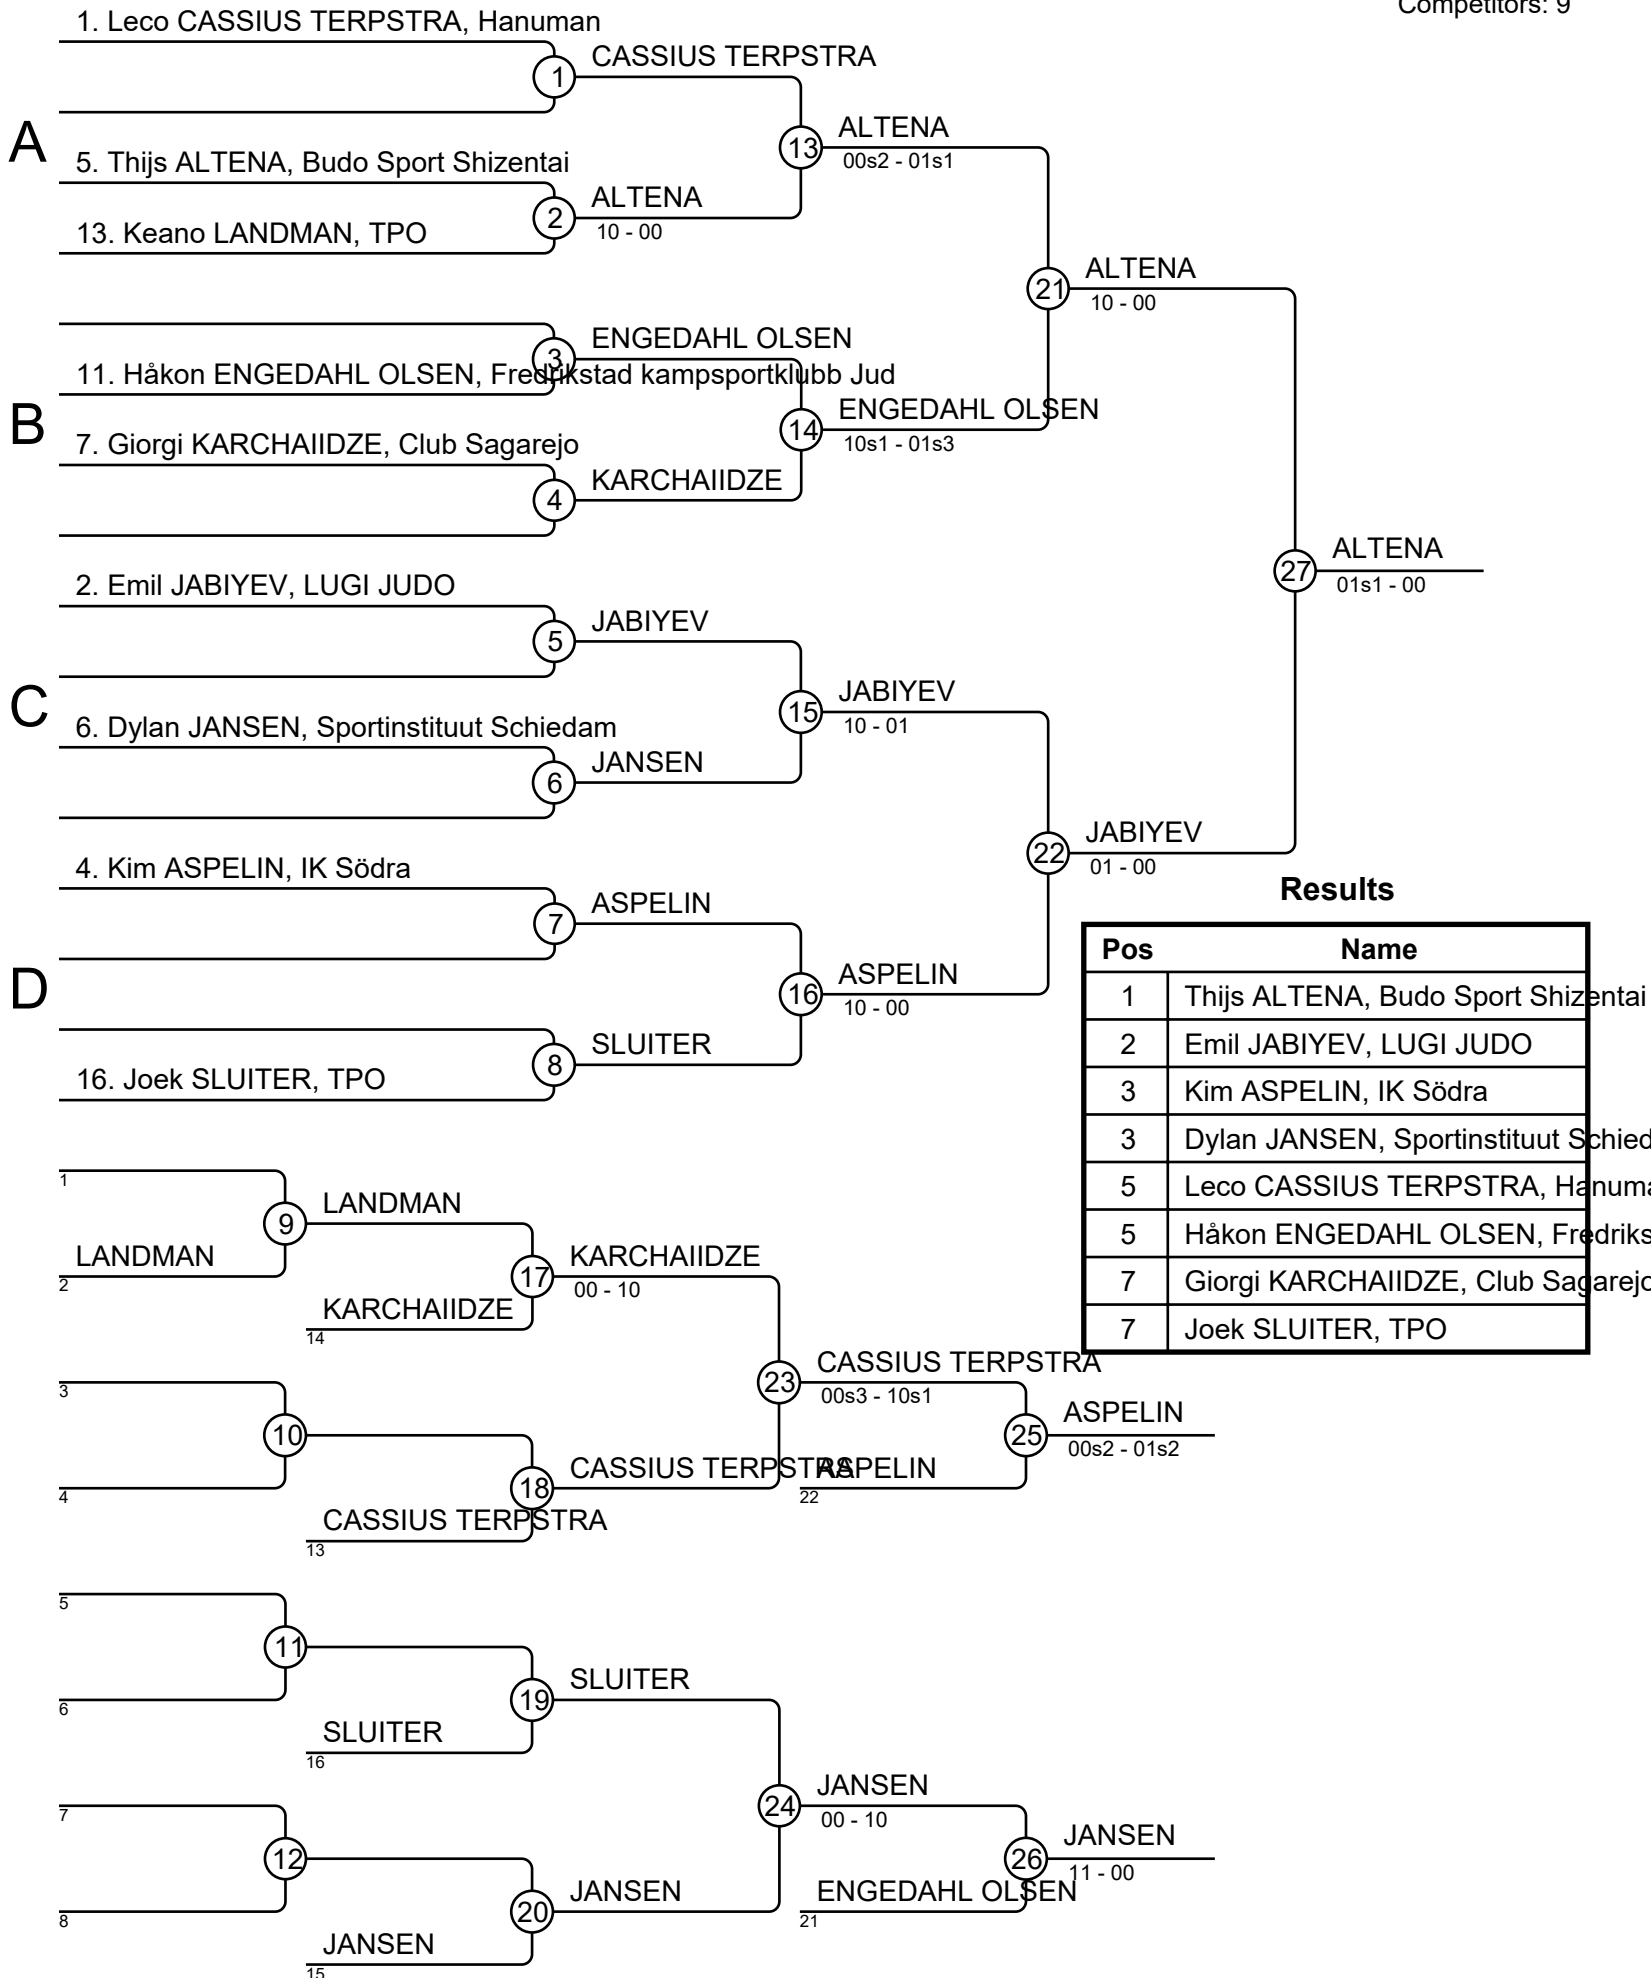 Competitors: 9
1. Leco CASSIUS TERPSTRA, Hanuman
CASSIUS TERPSTRA
1
A
13
ALTENA
00s2 - 01s1
5. Thijs ALTENA, Budo Sport Shizentai
ALTENA
2
10 - 00
13. Keano LANDMAN, TPO
21
ALTENA
10 - 00
ENGEDAHL OLSEN
3
11. Håkon ENGEDAHL OLSEN, Fredrikstad kampsportklubb Jud
B
14
ENGEDAHL OLSEN
10s1 - 01s3
7. Giorgi KARCHAIIDZE, Club Sagarejo
KARCHAIIDZE
4
27
ALTENA
01s1 - 00
2. Emil JABIYEV, LUGI JUDO
JABIYEV
5
C
15
JABIYEV
10 - 01
6. Dylan JANSEN, Sportinstituut Schiedam
JANSEN
6
22
JABIYEV
01 - 00
4. Kim ASPELIN, IK Södra
ASPELIN
7
D
16
ASPELIN
10 - 00
SLUITER
8
16. Joek SLUITER, TPO
Results
Pos Name
1 Thijs ALTENA, Budo Sport Shizentai
2 Emil JABIYEV, LUGI JUDO
3 Kim ASPELIN, IK Södra
3 Dylan JANSEN, Sportinstituut Schied
5 Leco CASSIUS TERPSTRA, Hanuma
5 Håkon ENGEDAHL OLSEN, Fredriks
7 Giorgi KARCHAIIDZE, Club Sagarejo
7 Joek SLUITER, TPO
1
9
LANDMAN
LANDMAN
2
17
KARCHAIIDZE
00 - 10
KARCHAIIDZE
14
3
23
CASSIUS TERPSTRA
00s3 - 10s1
10
25
ASPELIN
00s2 - 01s2
4
18
CASSIUS TERPSTRA
ASPELIN
22
CASSIUS TERPSTRA
13
5
11
6
19
SLUITER
SLUITER
16
7
24
JANSEN
00 - 10
12
26
JANSEN
11 - 00
8
20
JANSEN
ENGEDAHL OLSEN
21
JANSEN
15